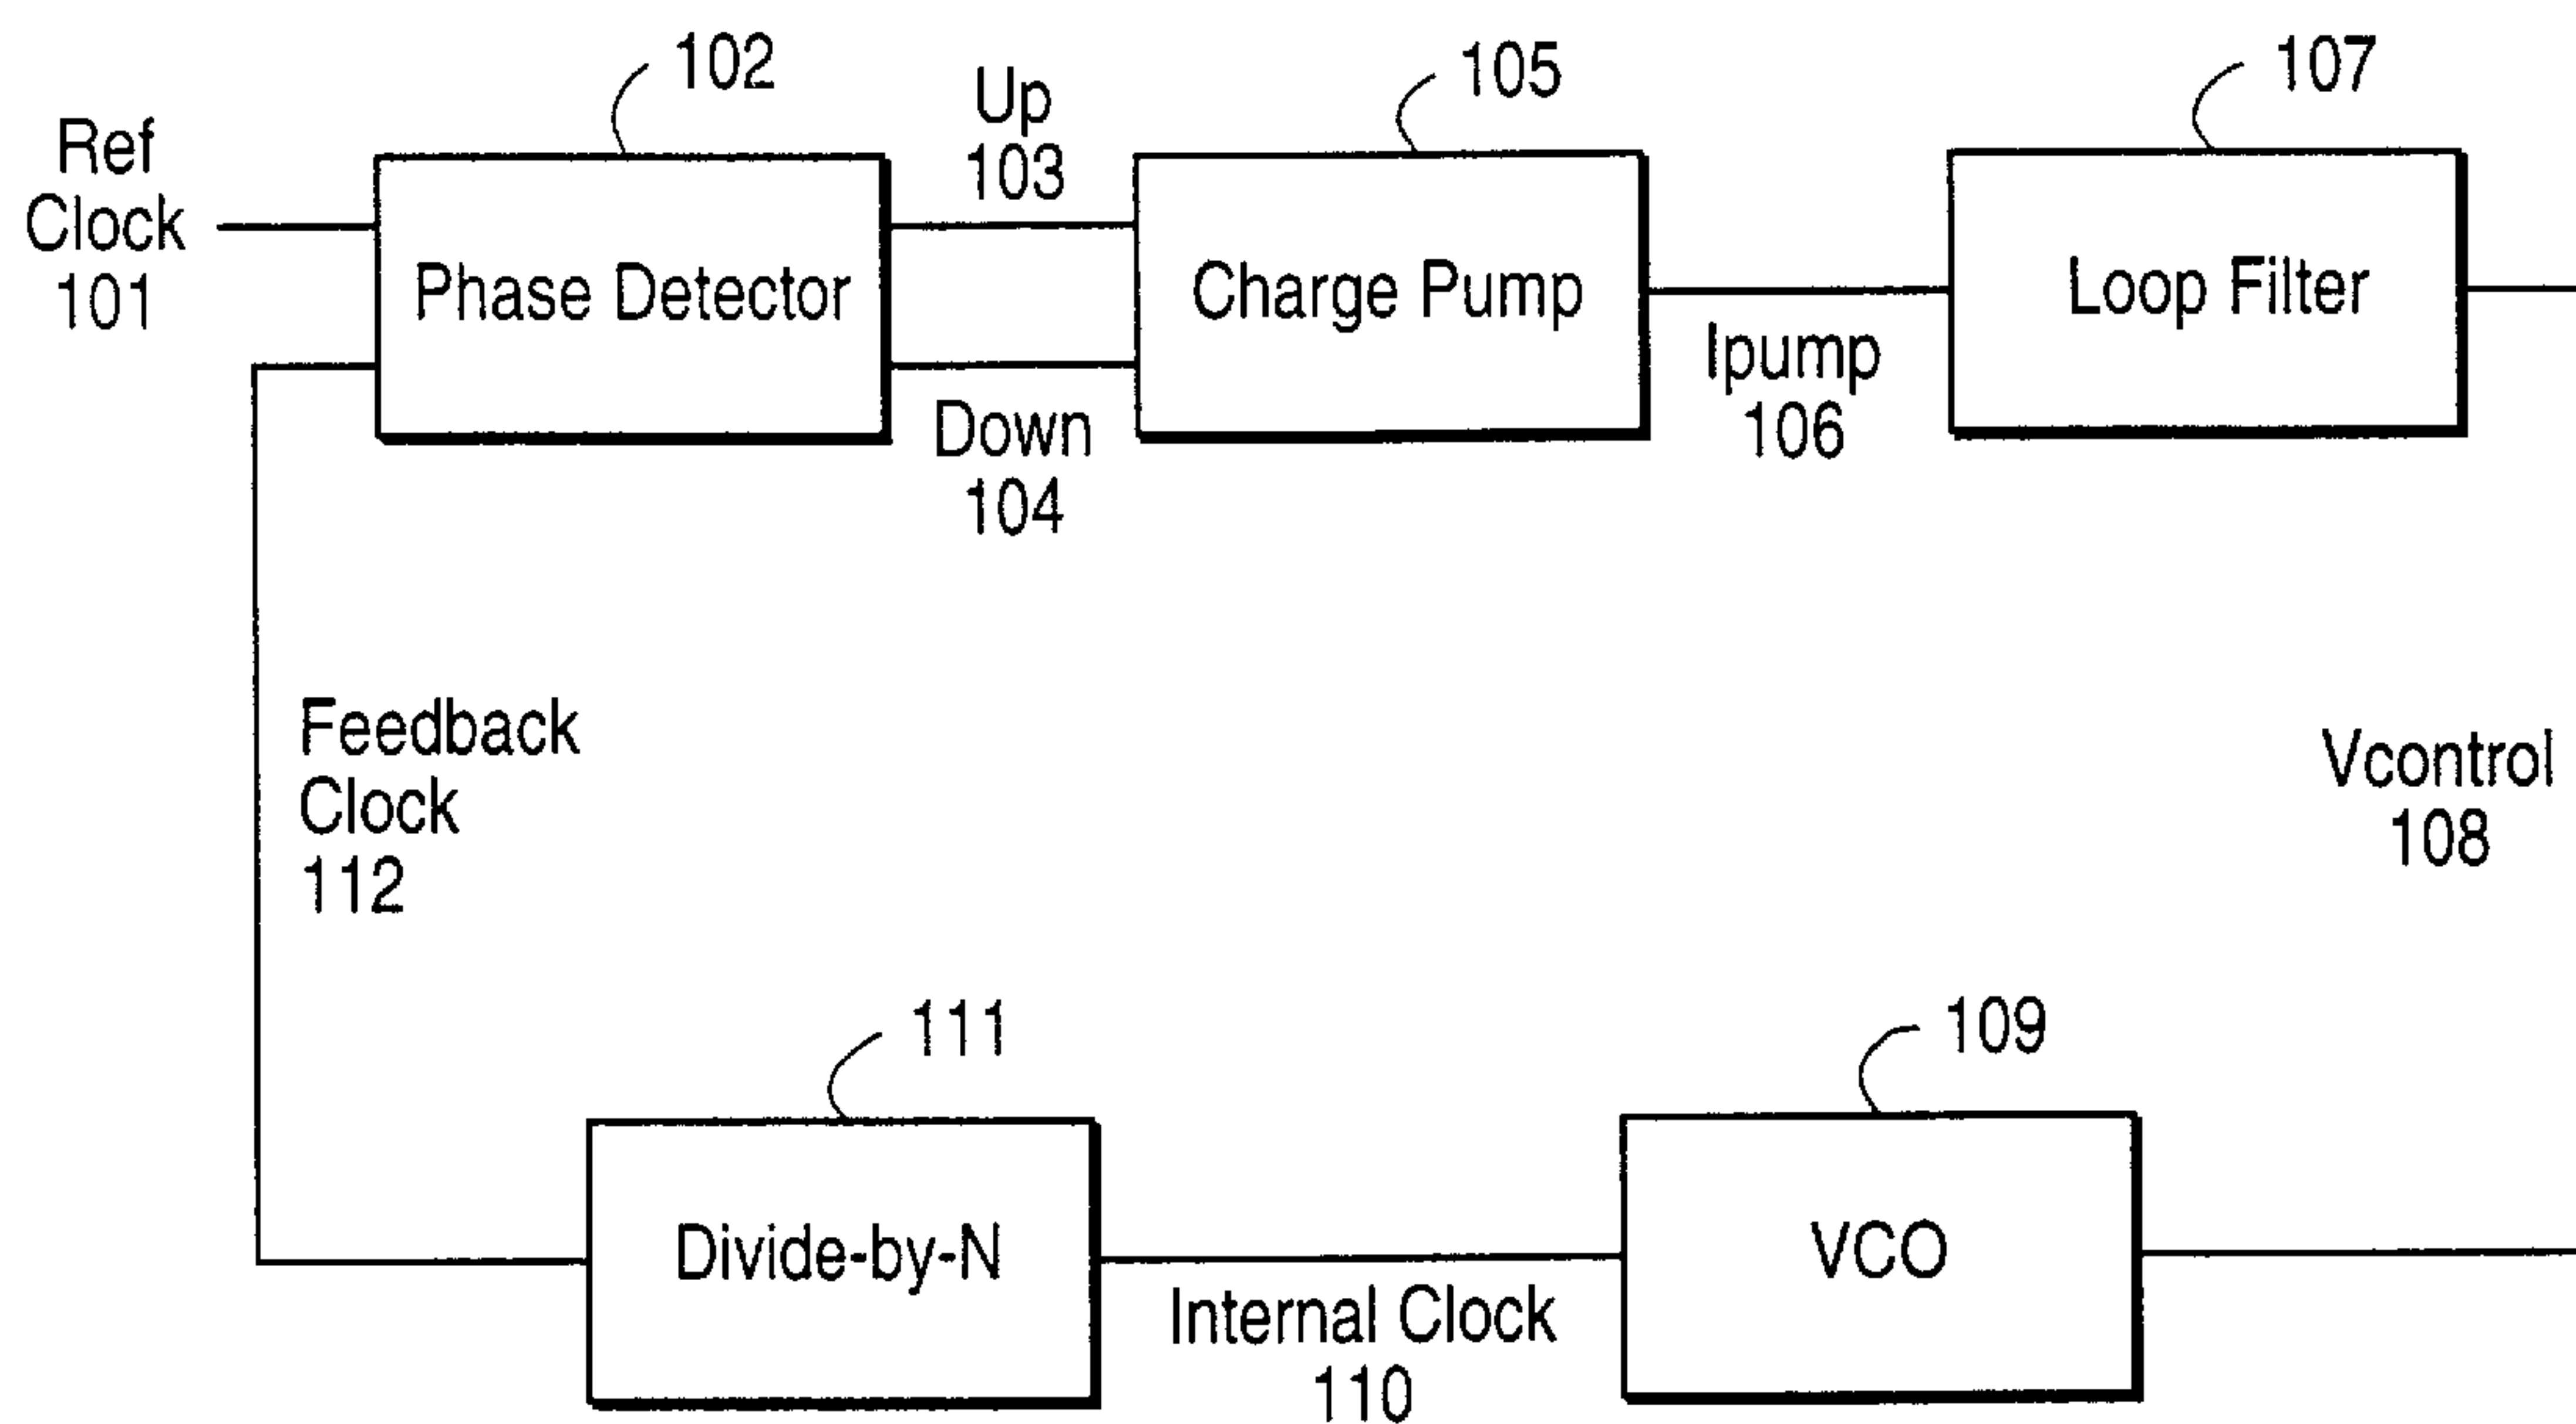 102
Up
103
105
107
Ref
Clock
101
Phase Detector
Charge Pump
Loop Filter
Down
104
Ipump
106
Feedback
Clock
112
Vcontrol
108
111
109
Divide-by-N
VCO
Internal Clock
110